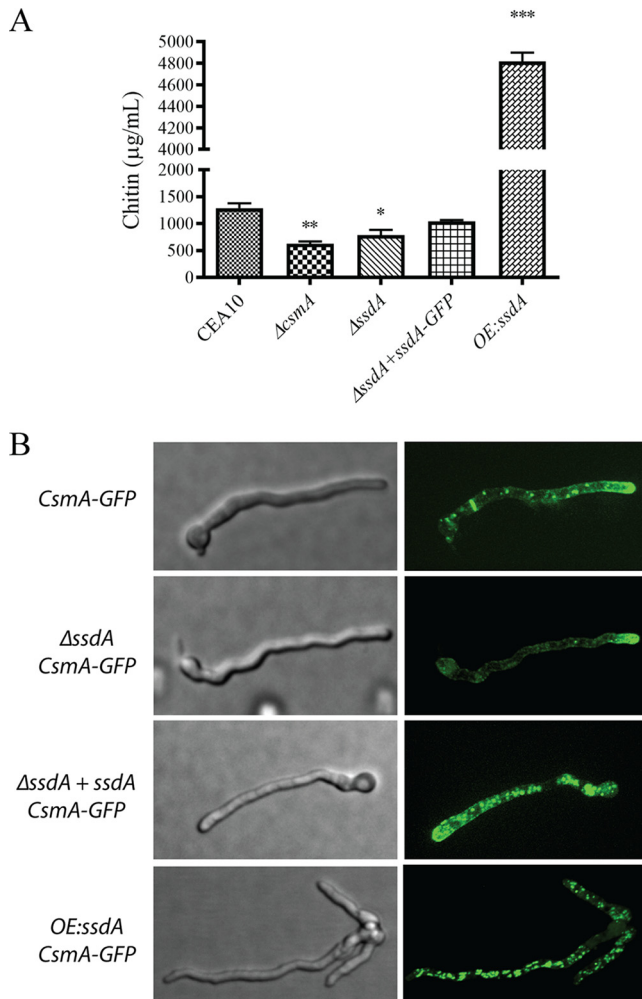 A
Chitin (µg/mL)
5000
4800
4600
4400
4200
4000
2000
1500
1000
500
0
**
*
***
CEA10
ΔcsmA
ΔssdA
ΔssdA+ssdA-GFP
OE:ssdA
B
CsmA-GFP
ΔssdA
CsmA-GFP
ΔssdA + ssdA
CsmA-GFP
OE:ssdA
CsmA-GFP